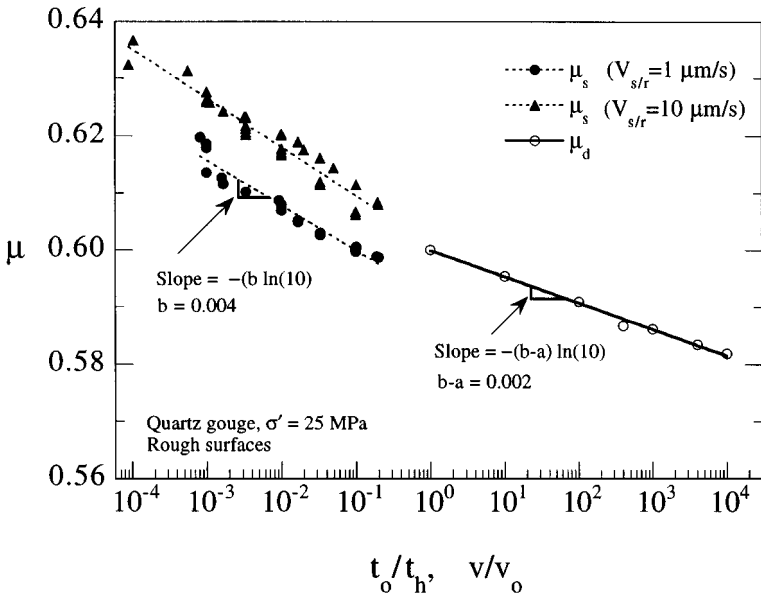 0.64
0.62
0.60
0.58
0.56
μ
μs (Vs/r=1 μm/s)
μs (Vs/r=10 μm/s)
μd
Slope = -(b ln(10)
b = 0.004
Slope =-(b-a) ln(10)
b-a = 0.002
Quartz gouge, σ' = 25 MPa
Rough surfaces
10⁻⁴ 10⁻³ 10⁻² 10⁻¹ 10⁰ 10¹ 10² 10³ 10⁴
to/th, v/vo